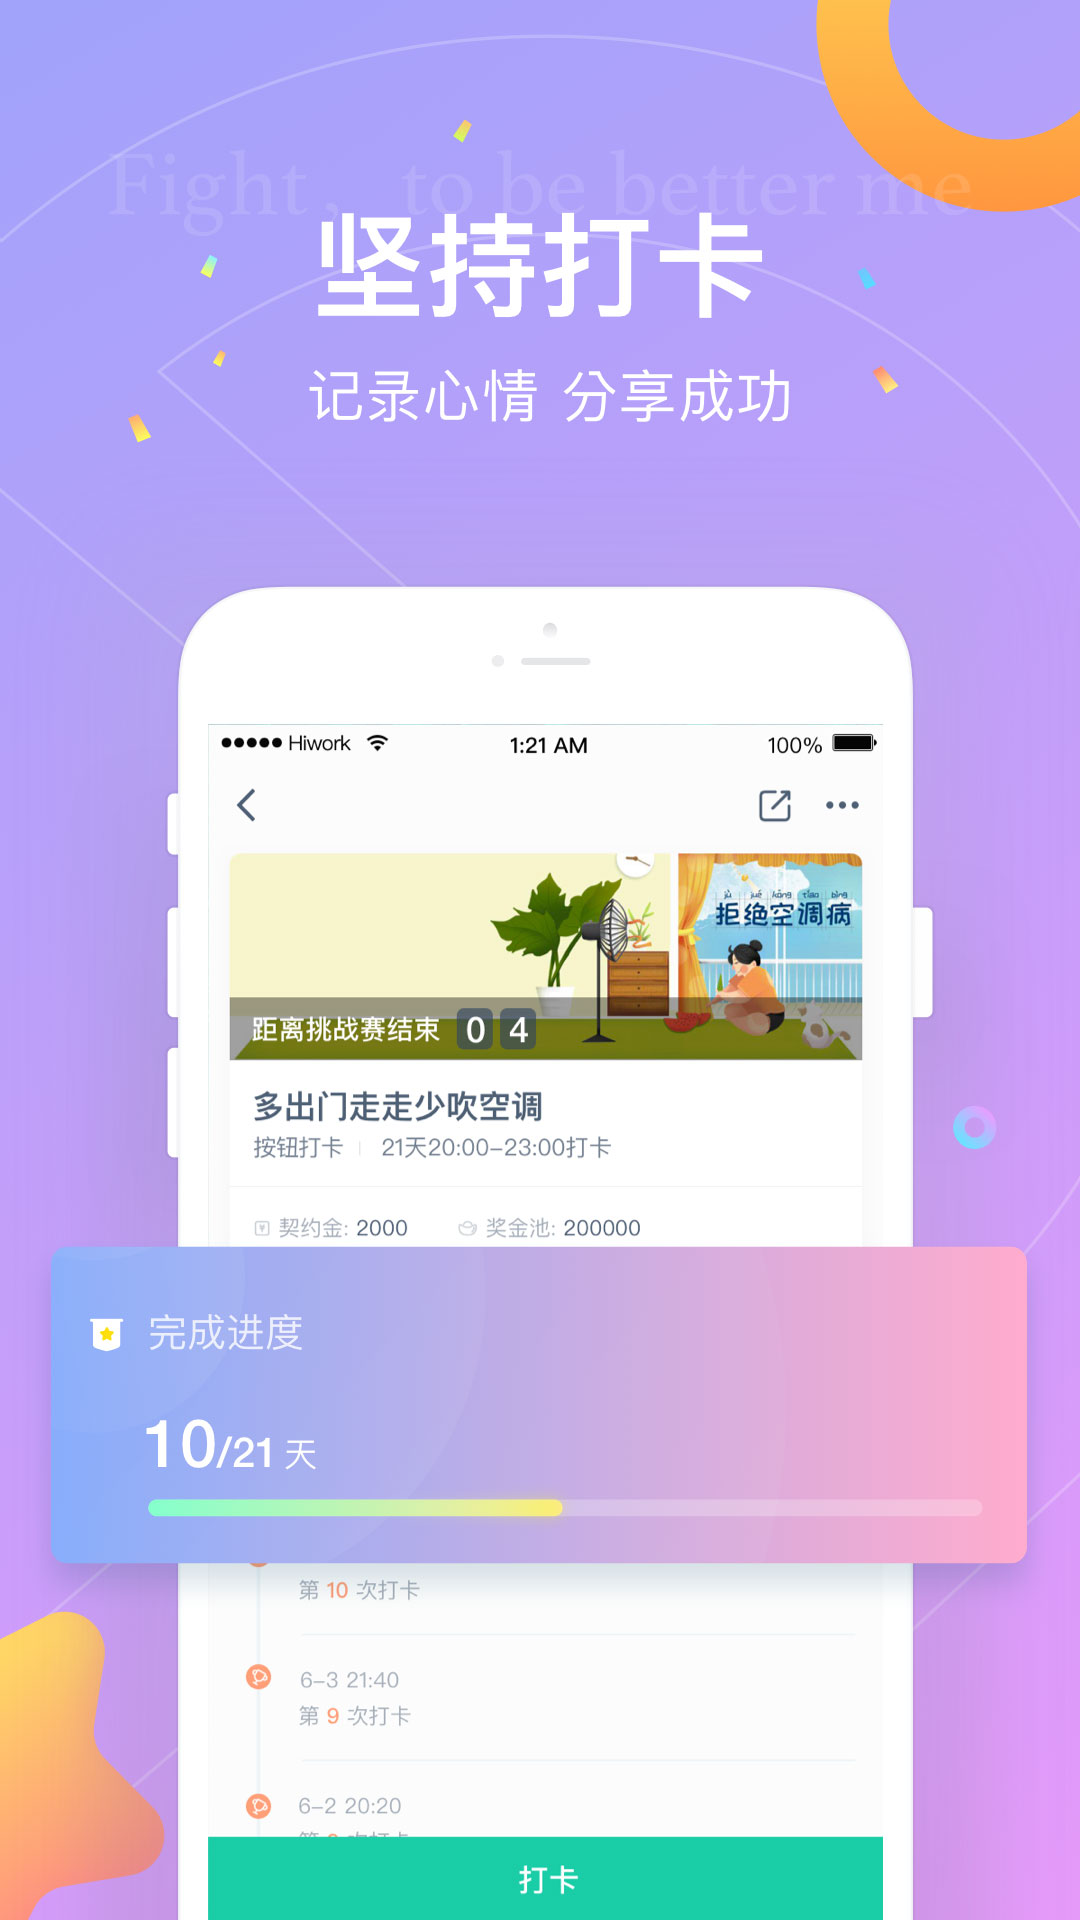 Fight, to be better me
坚持打卡
记录心情 分享成功
Hiwork
1:21 AM
100%
jù jué kōng tiáo bìng
拒绝空调病
距离挑战赛结束 0 4
多出门走走少吹空调
按钮打卡 | 21天20:00-23:00打卡
契约金: 2000 奖金池: 200000
完成进度
10/21 天
第 10 次打卡
6-3 21:40
第 9 次打卡
6-2 20:20
打卡